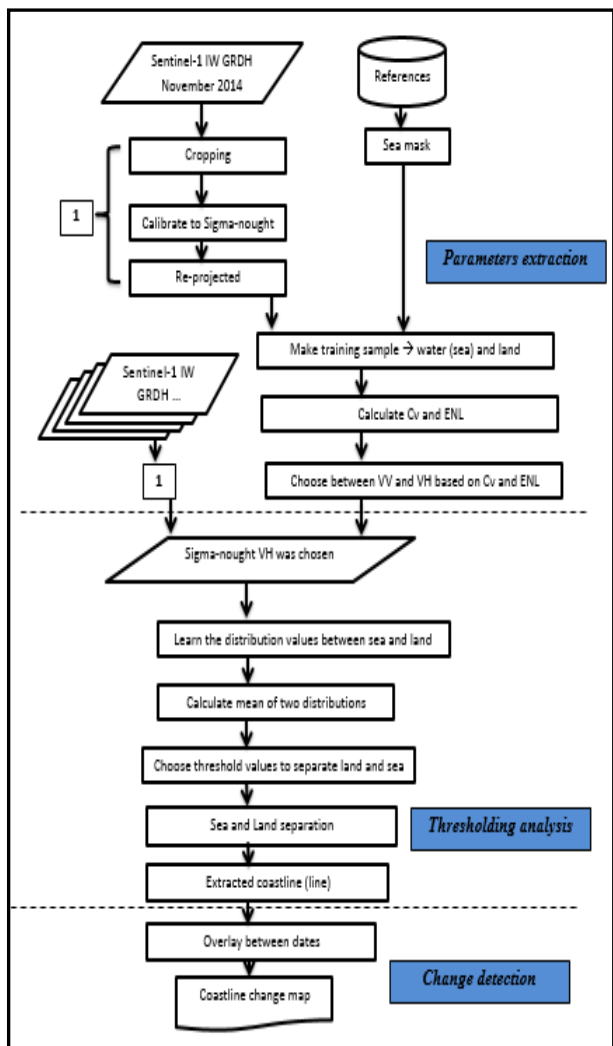 Sentinel-1 IW GRDH
November 2014
References
Cropping
Sea mask
1
Calibrate to Sigma-nought
Re-projected
Parameters extraction
Make training sample → water (sea) and land
Sentinel-1 IW
GRDH ...
Calculate Cv and ENL
1
Choose between VV and VH based on Cv and ENL
Sigma-nought VH was chosen
Learn the distribution values between sea and land
Calculate mean of two distributions
Choose threshold values to separate land and sea
Sea and Land separation
Thresholding analysis
Extracted coastline (line)
Overlay between dates
Change detection
Coastline change map